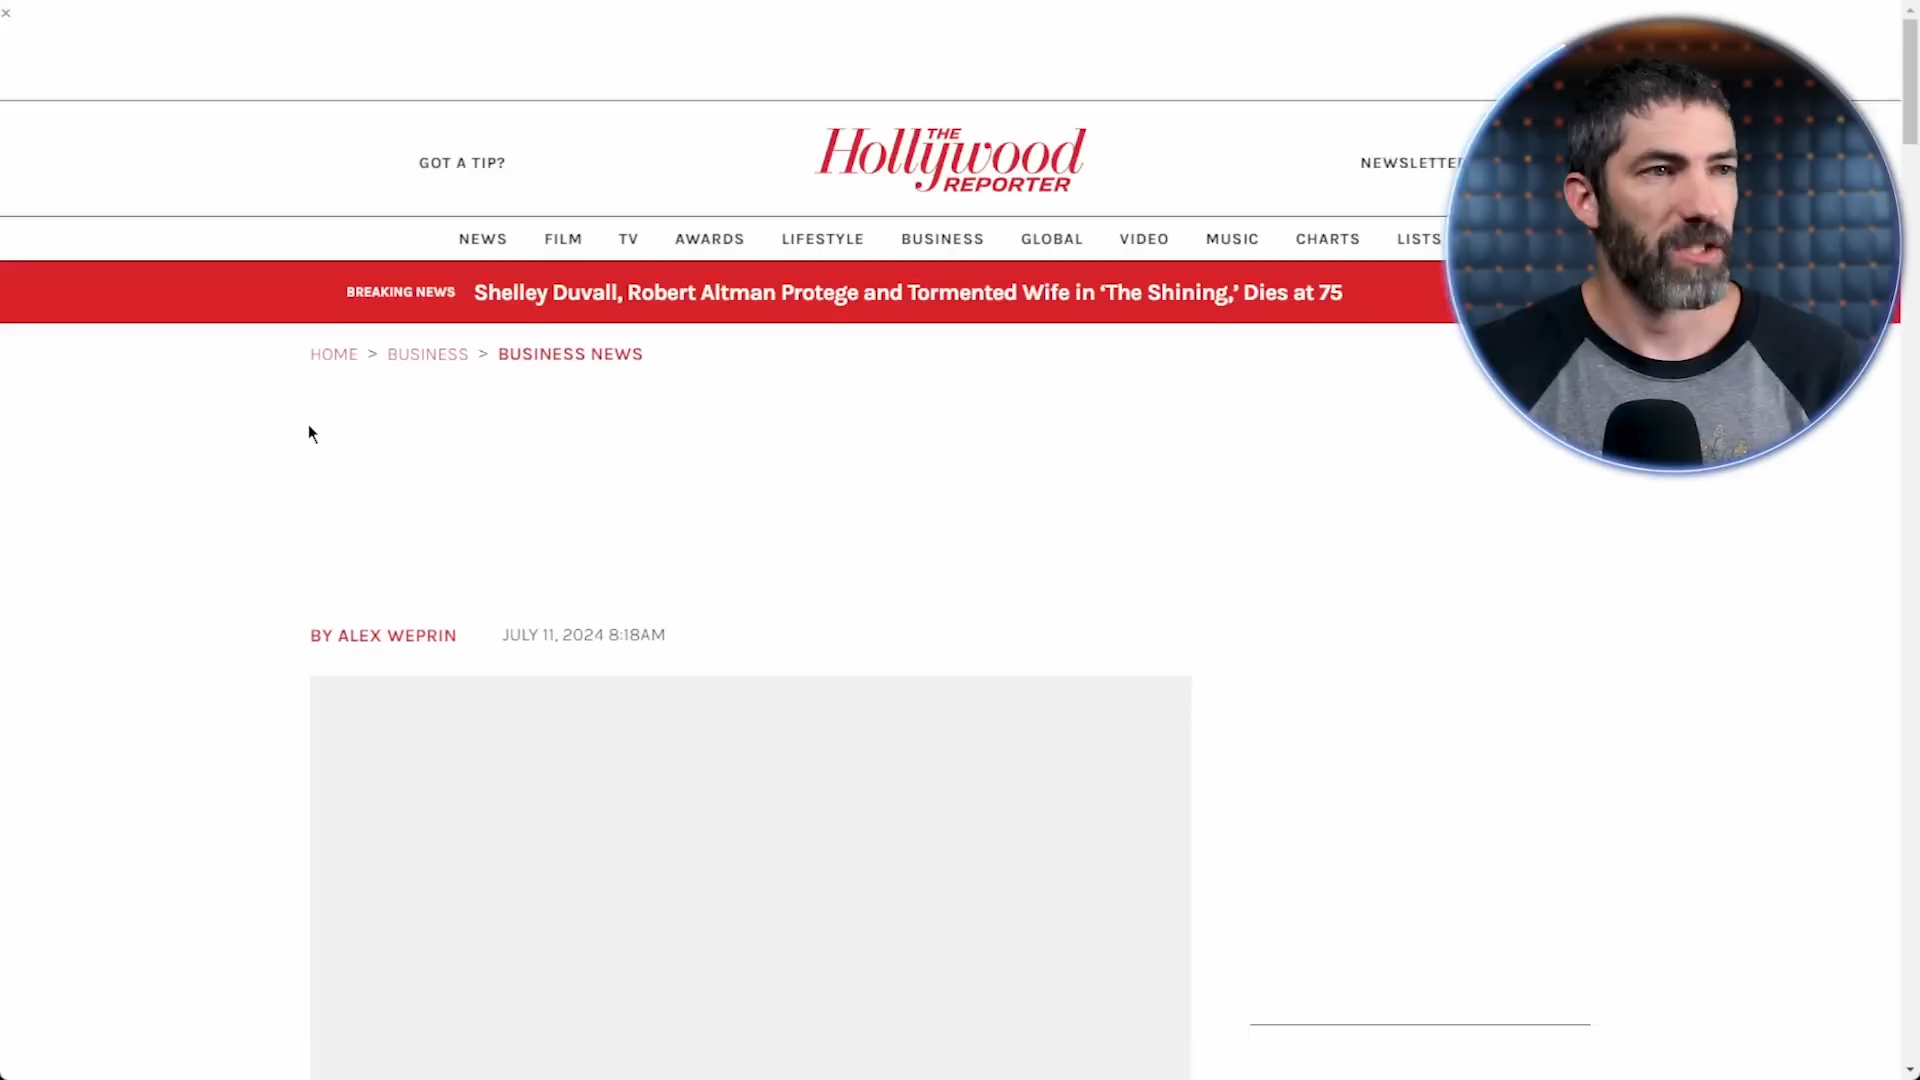 ×
GOT A TIP?
THE
Hollywood
REPORTER
NEWSLETTE
NEWS FILM TV AWARDS LIFESTYLE BUSINESS GLOBAL VIDEO MUSIC CHARTS LISTS
BREAKING NEWS Shelley Duvall, Robert Altman Protege and Tormented Wife in ‘The Shining,’ Dies at 75
HOME > BUSINESS > BUSINESS NEWS
BY ALEX WEPRIN JULY 11, 2024 8:18AM